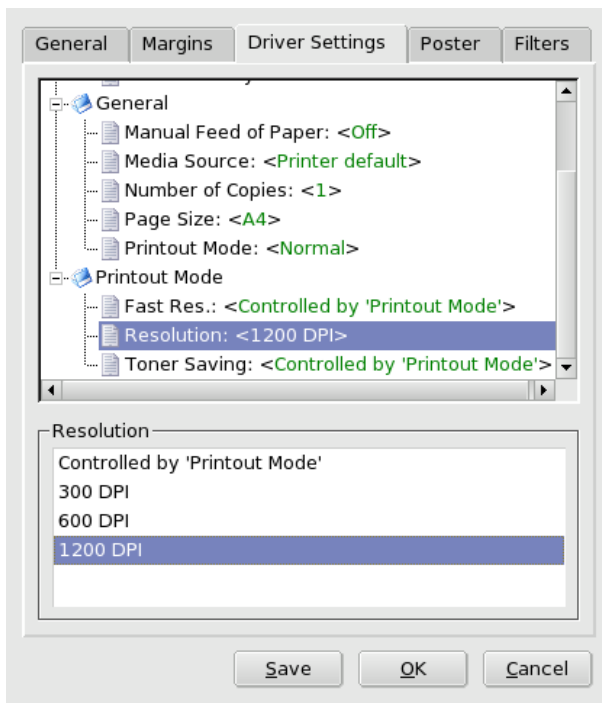 General Margins Driver Settings Poster Filters
General
Manual Feed of Paper: <Off>
Media Source: <Printer default>
Number of Copies: <1>
Page Size: <A4>
Printout Mode: <Normal>
Printout Mode
Fast Res.: <Controlled by 'Printout Mode'>
Resolution: <1200 DPI>
Toner Saving: <Controlled by 'Printout Mode'>
Resolution
Controlled by 'Printout Mode'
300 DPI
600 DPI
1200 DPI
Save OK Cancel